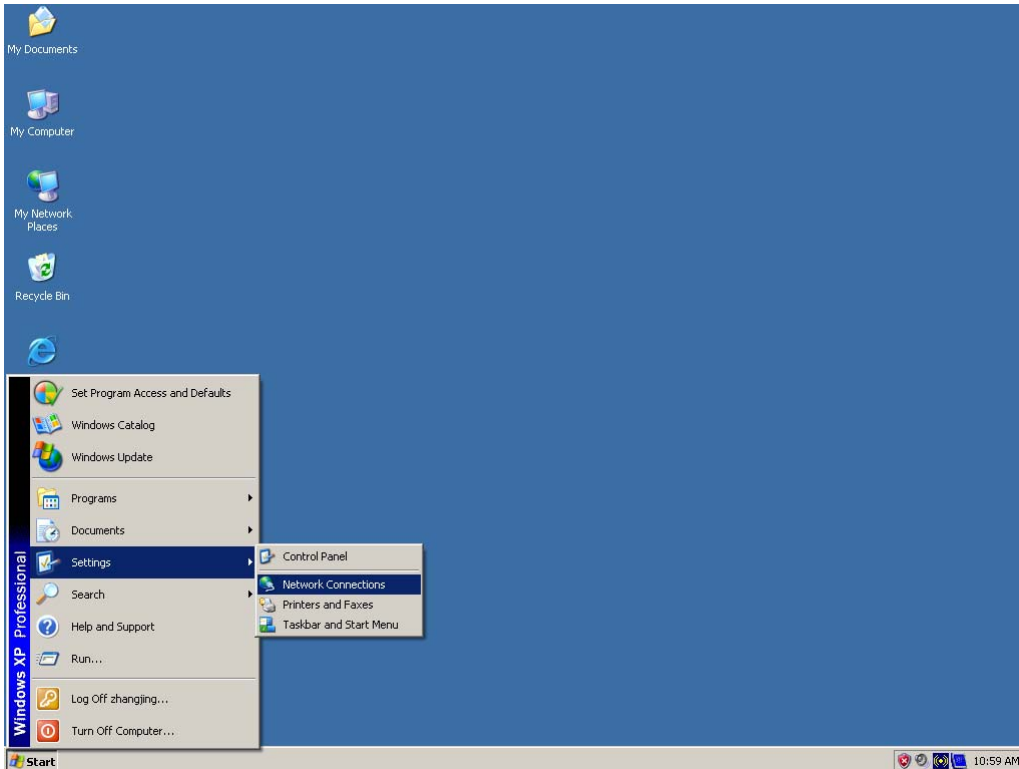 My Documents
My Computer
My Network
Places
Recycle Bin
Set Program Access and Defaults
Windows Catalog
Windows Update
Programs
Documents
Settings
Search
Help and Support
Run...
Log Off zhangjing...
Turn Off Computer...
Windows XP Professional
Control Panel
Network Connections
Printers and Faxes
Taskbar and Start Menu
Start
10:59 AM